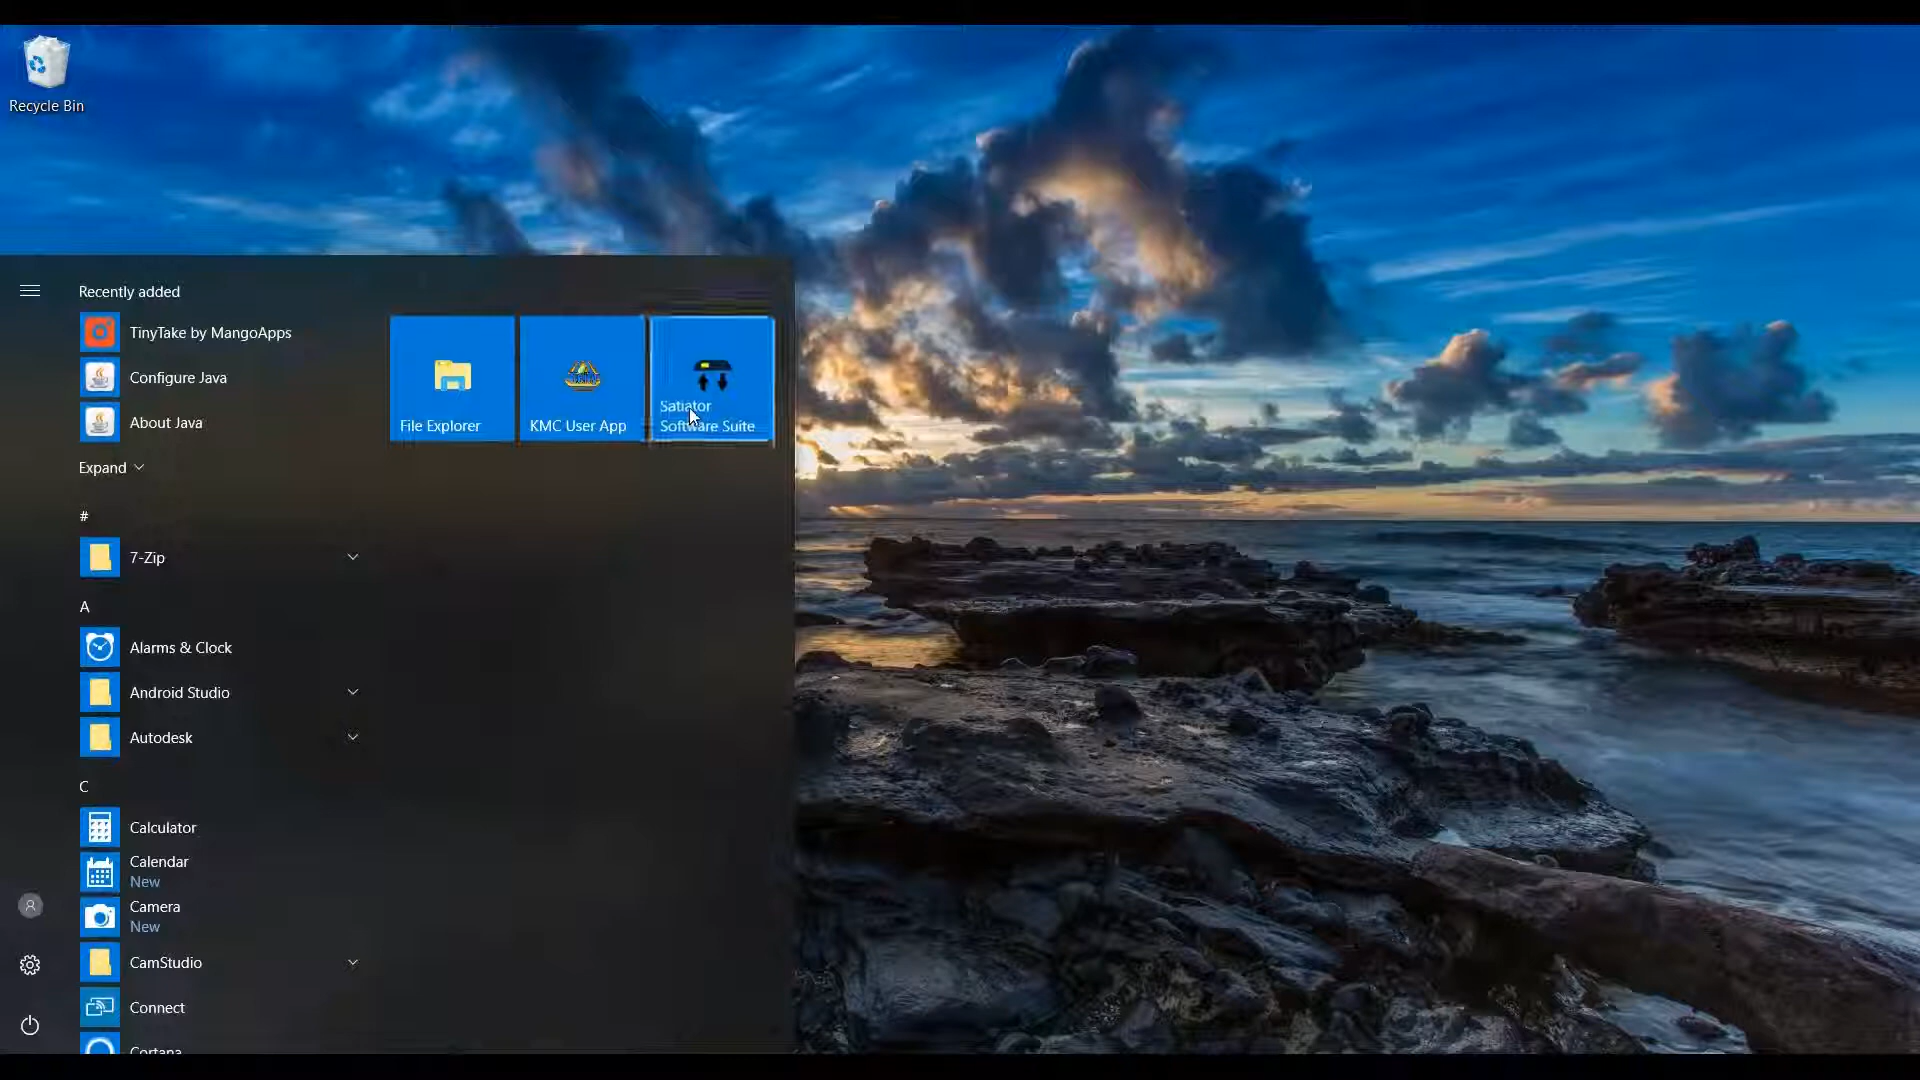 Recycle Bin
Recently added
TinyTake by MangoApps
Configure Java
About Java
Expand
#
7-Zip
A
Alarms & Clock
Android Studio
Autodesk
C
Calculator
Calendar
New
Camera
New
CamStudio
Connect
Cortana
File Explorer
KMC User App
Satiator
Software Suite